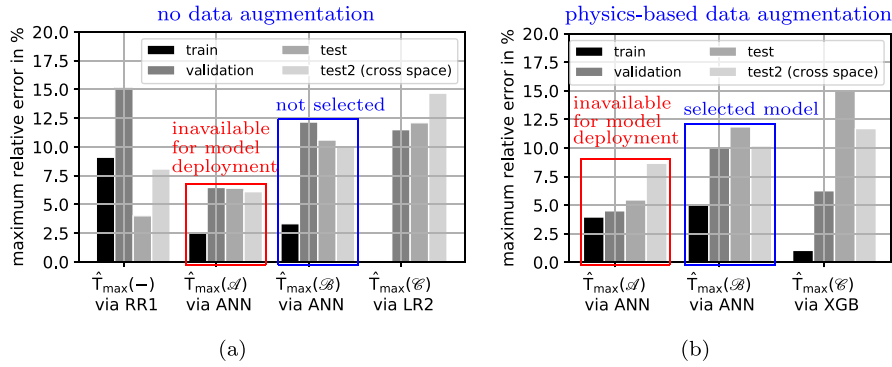 no data augmentation
maximum relative error in %
20.0
17.5
15.0
12.5
10.0
7.5
5.0
2.5
0.0
train
validation
test
test2 (cross space)
inavailable
for model
deployment
not selected
T̂max(−)
via RR1
T̂max(𝒜)
via ANN
T̂max(ℬ)
via ANN
T̂max(𝒞)
via LR2
(a)
physics-based data augmentation
maximum relative error in %
20.0
17.5
15.0
12.5
10.0
7.5
5.0
2.5
0.0
train
validation
test
test2 (cross space)
inavailable
for model
deployment
selected model
T̂max(𝒜)
via ANN
T̂max(ℬ)
via ANN
T̂max(𝒞)
via XGB
(b)